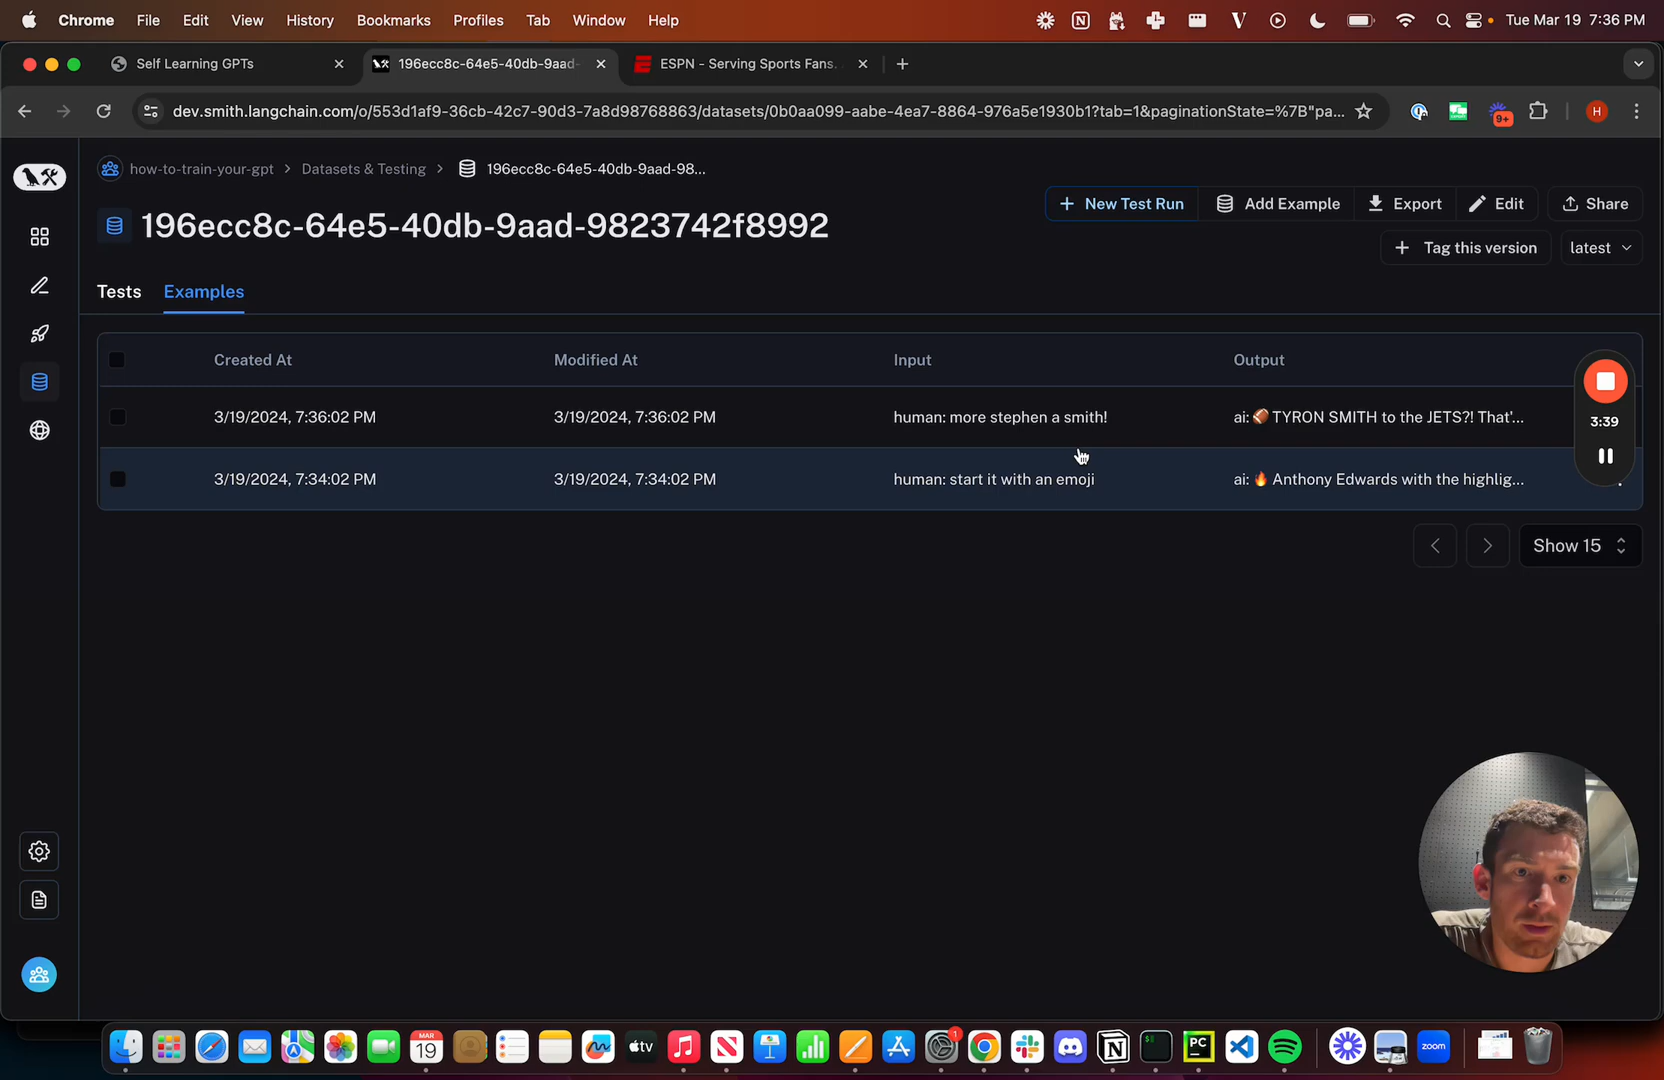 Chrome File Edit View History Bookmarks Profiles Tab Window Help Tue Mar 19 7:36 PM
Self Learning GPTs 196ecc8c-64e5-40db-9aad- ESPN - Serving Sports Fans.
dev.smith.langchain.com/o/553d1af9-36cb-42c7-90d3-7a8d98768863/datasets/0b0aa099-aabe-4ea7-8864-976a5e1930b1?tab=1&paginationState=%7B"pa... 9+ H
how-to-train-your-gpt > Datasets & Testing > 196ecc8c-64e5-40db-9aad-98...
196ecc8c-64e5-40db-9aad-9823742f8992
+ New Test Run Add Example Export Edit Share
+ Tag this version latest
Tests Examples
Created At Modified At Input Output
3/19/2024, 7:36:02 PM 3/19/2024, 7:36:02 PM human: more stephen a smith! ai: 🏈 TYRON SMITH to the JETS?! That'...
3/19/2024, 7:34:02 PM 3/19/2024, 7:34:02 PM human: start it with an emoji ai: 🔥 Anthony Edwards with the highlig...
3:39
Show 15
MAR
19
tv
1
PC
zoom